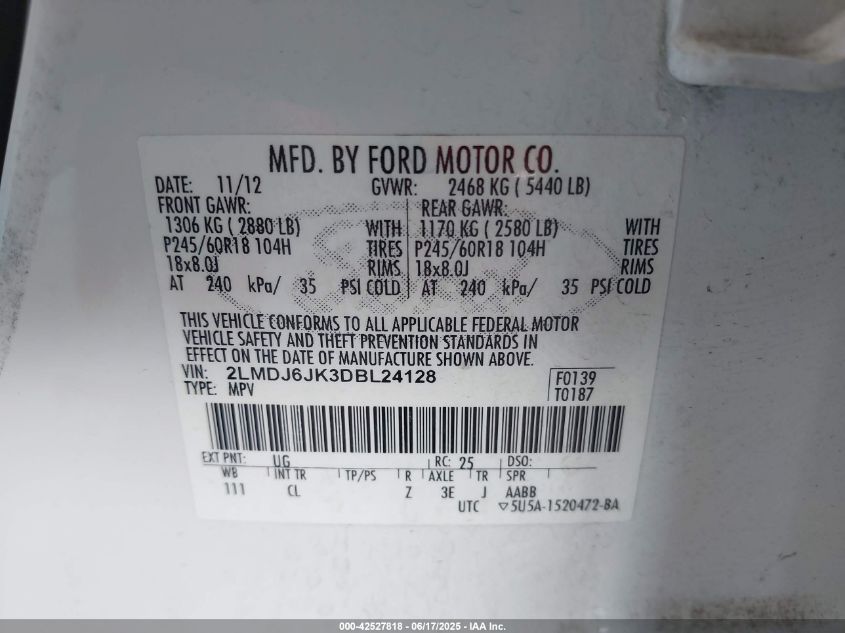 MFD. BY FORD MOTOR CO.
DATE: 11/12 GVWR: 2468 KG ( 5440 LB)
FRONT GAWR: REAR GAWR:
1306 KG ( 2880 LB) WITH 1170 KG ( 2580 LB) WITH
P245/60R18 104H TIRES P245/60R18 104H TIRES
18x8.0J RIMS 18x8.0J RIMS
AT 240 kPa/ 35 PSI COLD AT 240 kPa/ 35 PSI COLD
THIS VEHICLE CONFORMS TO ALL APPLICABLE FEDERAL MOTOR
VEHICLE SAFETY AND THEFT PREVENTION STANDARDS IN
EFFECT ON THE DATE OF MANUFACTURE SHOWN ABOVE.
VIN: 2LMDJ6JK3DBL24128 F0139
TYPE: MPV T0187
EXT PNT: UG RC: 25 DSO:
WB INT TR TP/PS R AXLE TR SPR
111 CL Z 3E J AABB
UTC ▽5U5A-1520472-BA
000-42527818 - 06/17/2025 - IAA Inc.